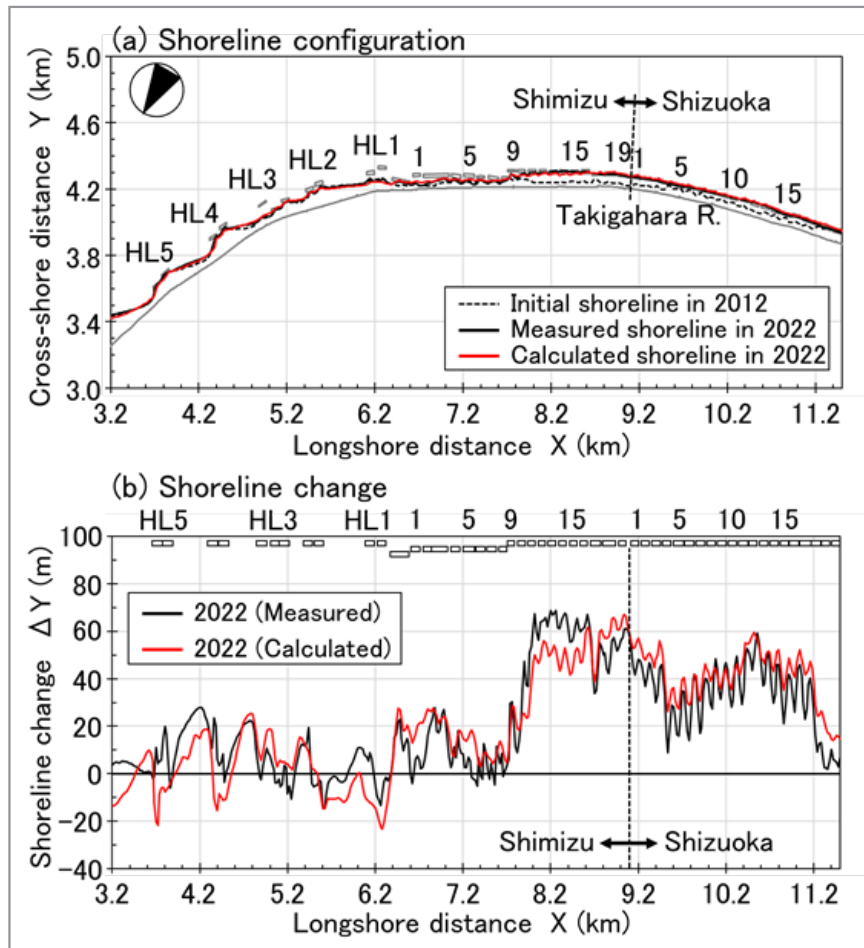 (a) Shoreline configuration
Cross-shore distance Y (km)
5.0
4.6
4.2
3.8
3.4
3.0
Shimizu Shizuoka
HL5 HL4 HL3 HL2 HL1 1 5 9 15 19 1 5 10 15
Takigahara R.
Initial shoreline in 2012
Measured shoreline in 2022
Calculated shoreline in 2022
3.2 4.2 5.2 6.2 7.2 8.2 9.2 10.2 11.2
Longshore distance X (km)
(b) Shoreline change
HL5 HL3 HL1 1 5 9 15 1 5 10 15
Shoreline change ΔY (m)
100
80
60
40
20
0
-20
-40
2022 (Measured)
2022 (Calculated)
Shimizu Shizuoka
3.2 4.2 5.2 6.2 7.2 8.2 9.2 10.2 11.2
Longshore distance X (km)